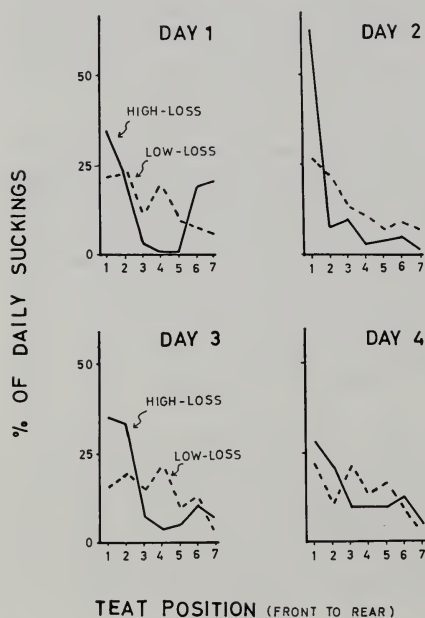 % OF DAILY SUCKINGS
DAY 1
50
25
0
HIGH-LOSS
LOW-LOSS
1 2 3 4 5 6 7
DAY 2
1 2 3 4 5 6 7
DAY 3
50
25
0
HIGH-LOSS
LOW-LOSS
1 2 3 4 5 6 7
DAY 4
1 2 3 4 5 6 7
TEAT POSITION (FRONT TO REAR)